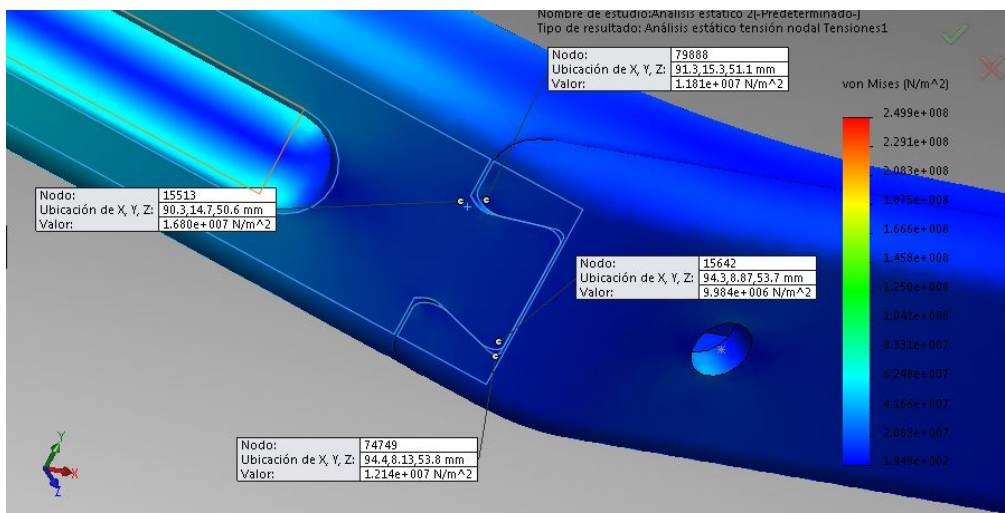 Nombre de estudio:Análisis estático 2(-Predeterminado-)
Tipo de resultado: Análisis estático tensión nodal Tensiones1
Nodo: 79888
Ubicación de X, Y, Z: 91.3,15.3,51.1 mm
Valor: 1.181e+007 N/m^2
von Mises (N/m^2)
2.499e+008
2.291e+008
2.083e+008
1.875e+008
1.666e+008
1.458e+008
1.250e+008
1.041e+008
8.331e+007
6.248e+007
4.166e+007
2.083e+007
1.849e+002
Nodo: 15513
Ubicación de X, Y, Z: 90.3,14.7,50.6 mm
Valor: 1.680e+007 N/m^2
Nodo: 15642
Ubicación de X, Y, Z: 94.3,8.87,53.7 mm
Valor: 9.984e+006 N/m^2
Nodo: 74749
Ubicación de X, Y, Z: 94.4,8.13,53.8 mm
Valor: 1.214e+007 N/m^2
Y
X
Z